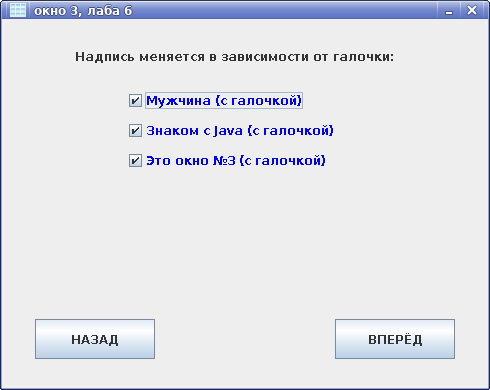 окно 3, лаба 6
Надпись меняется в зависимости от галочки:
Мужчина (с галочкой)
Знаком с Java (с галочкой)
Это окно №3 (с галочкой)
НАЗАД
ВПЕРЁД